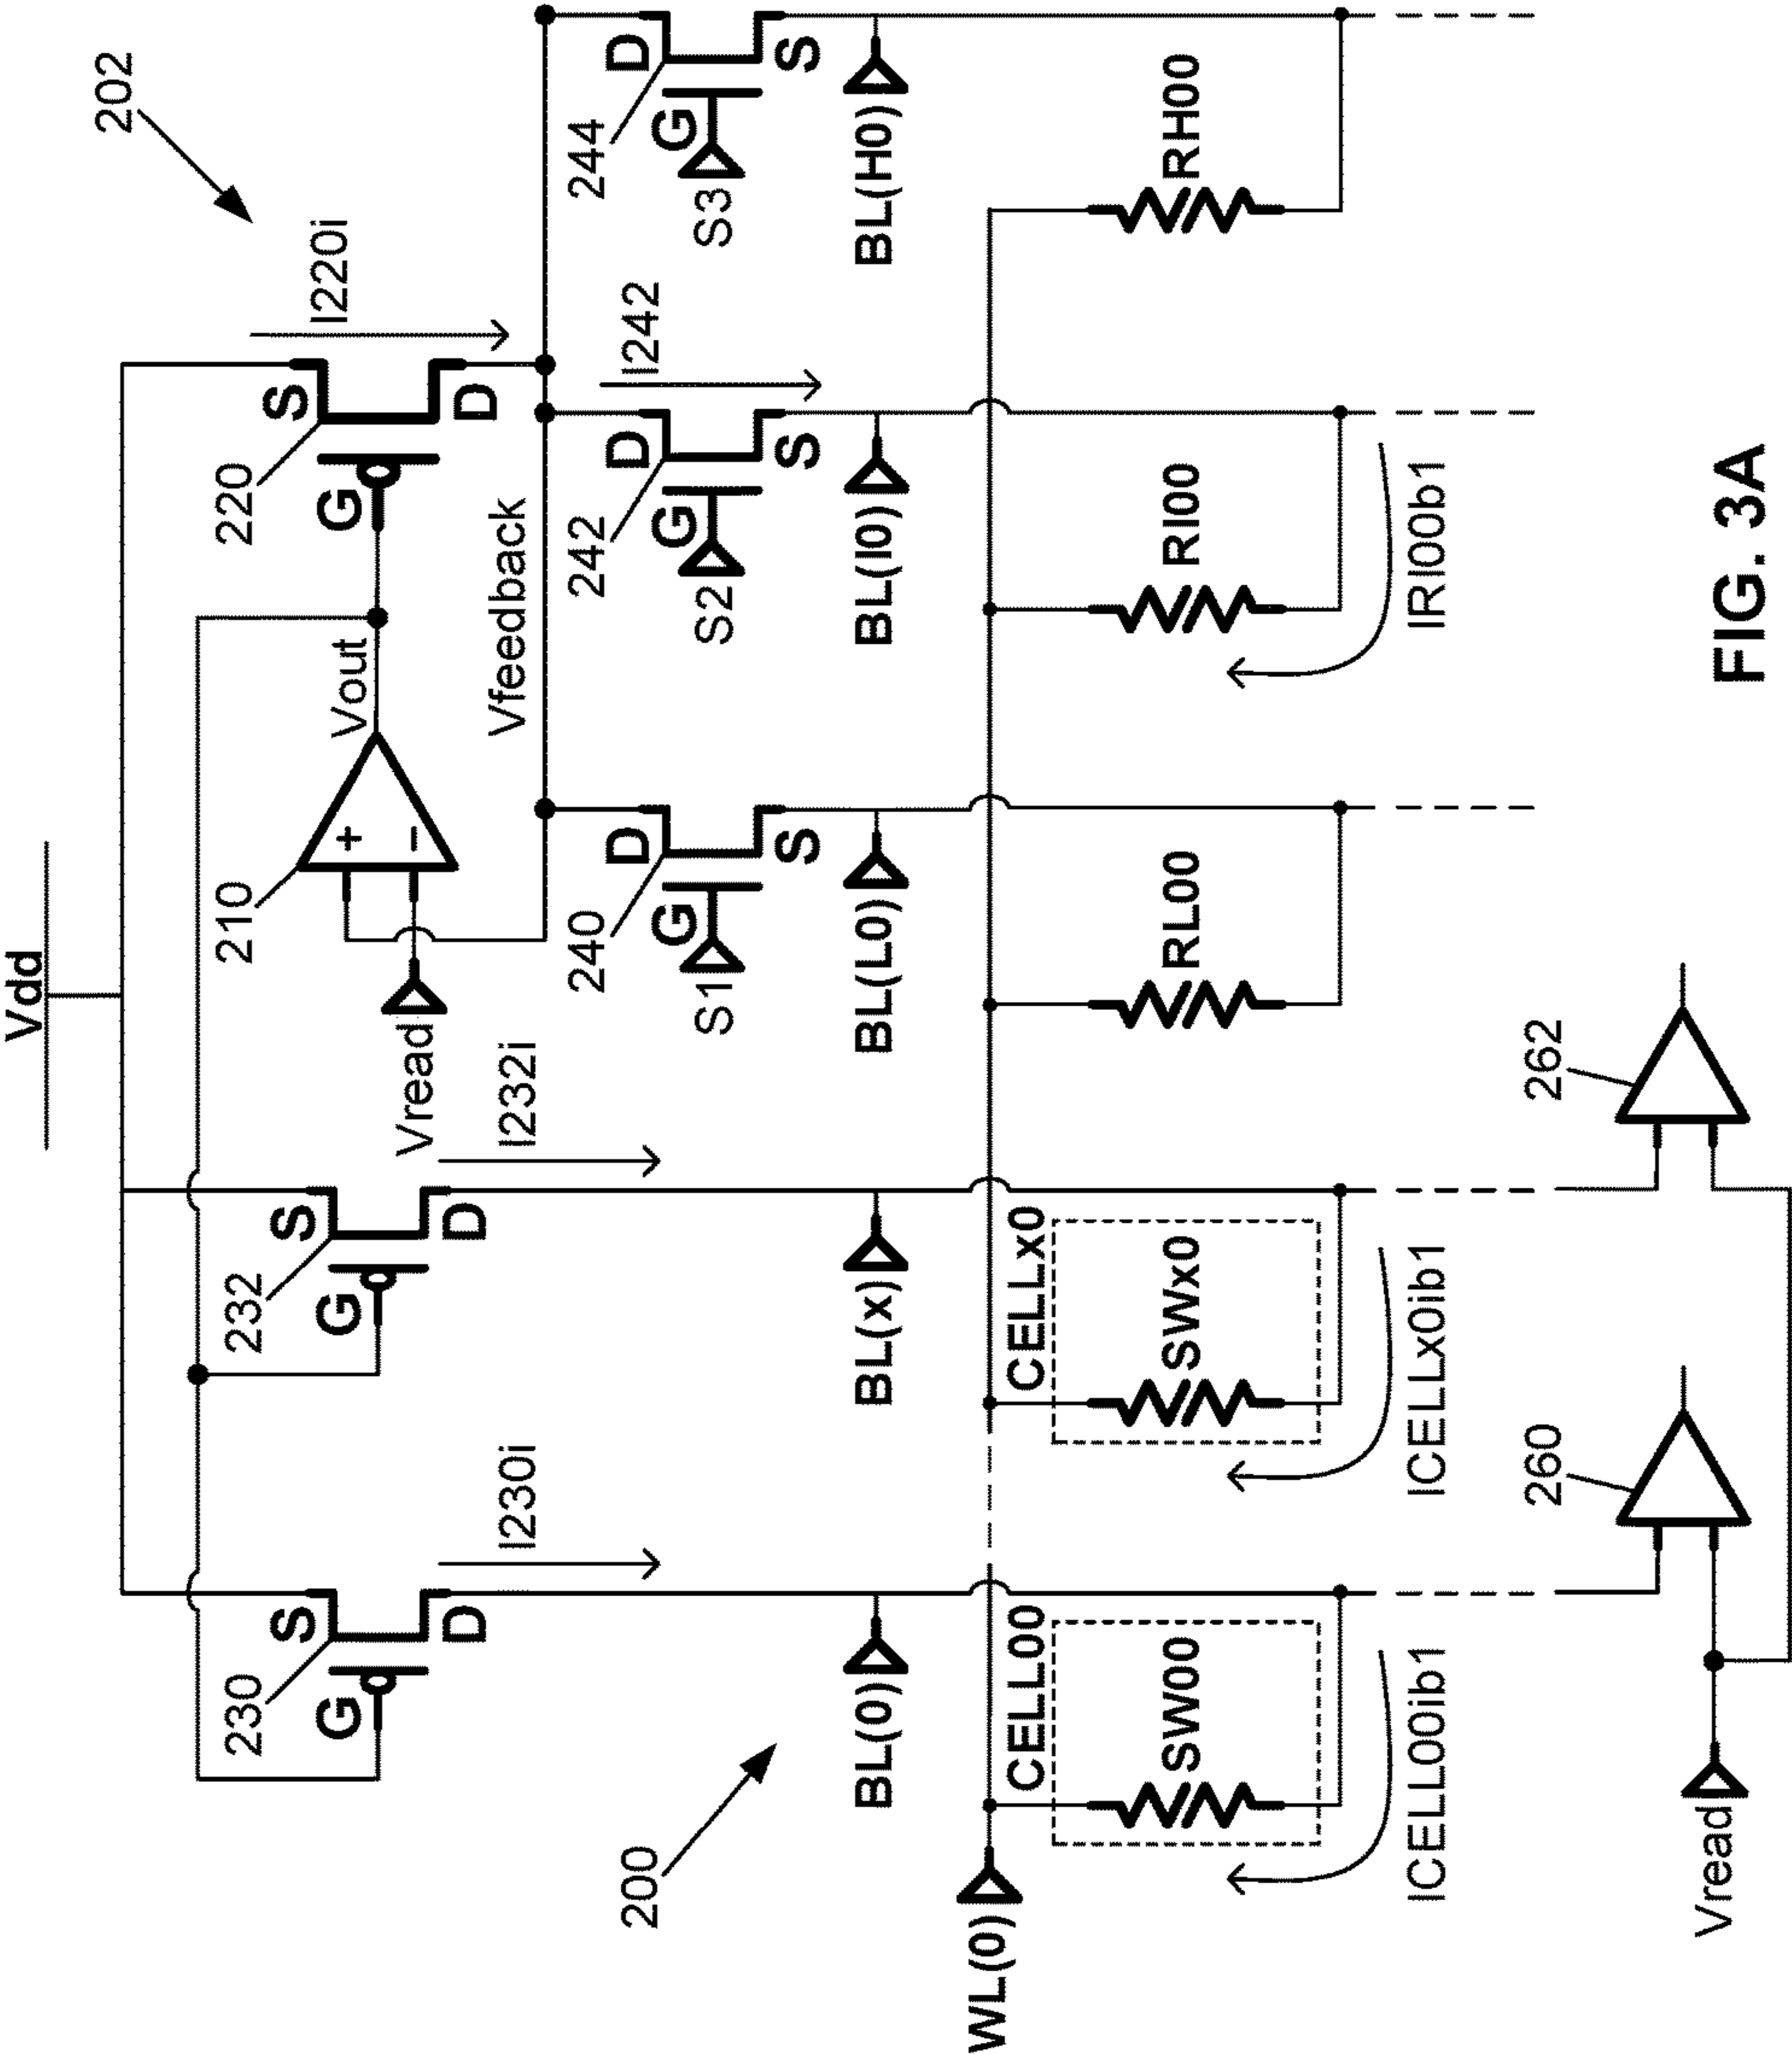 Vdd
202
I220i
220
S
G
D
Vout
210
+
−
Vread
Vfeedback
232
S
G
D
I232i
230
S
G
D
I230i
240
D
G
S
S1
242
D
G
S
S2
I242
244
D
G
S
S3
200
BL(0)
BL(x)
BL(L0)
BL(I0)
BL(H0)
WL(0)
CELL00
SW00
CELLx0
SWx0
RL00
RI00
RH00
ICELL00ib1
ICELLx0ib1
IRI00b1
260
262
Vread
FIG. 3A